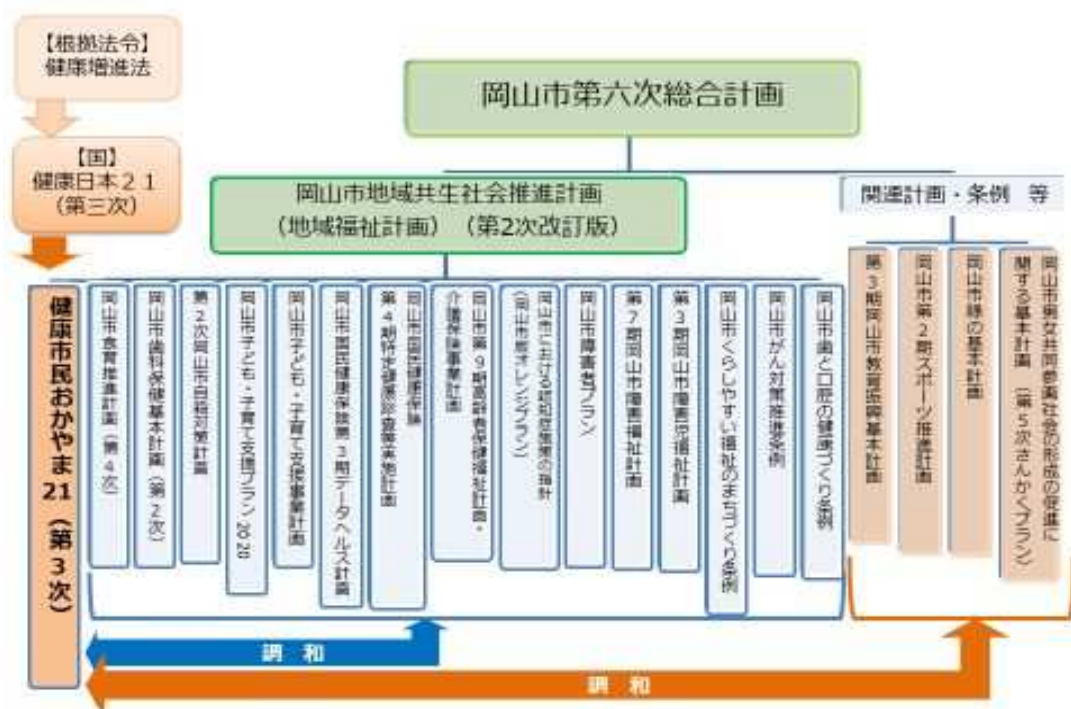 【根拠法令】
健康増進法
【国】
健康日本２１
（第三次）
岡山市第六次総合計画
岡山市地域共生社会推進計画
（地域福祉計画）（第2次改訂版）
関連計画・条例　等
健康市民おかやま21（第3次）
岡山市食育推進計画（第4次）
岡山市歯科保健基本計画（第2次）
第2次岡山市自殺対策計画
岡山市子ども・子育て支援プラン2020
岡山市子ども・子育て支援事業計画
岡山市国民健康保険第3期データヘルス計画
岡山市国民健康保険
第4期特定健康診査等実施計画
岡山市第9期高齢者保健福祉計画・
介護保険事業計画
岡山市における認知症施策の指針
（岡山市版オレンジプラン）
岡山市障害者プラン
第7期岡山市障害福祉計画
第3期岡山市障害児福祉計画
岡山市くらしやすい福祉のまちづくり条例
岡山市がん対策推進条例
岡山市歯と口腔の健康づくり条例
第3期岡山市教育振興基本計画
岡山市第2期スポーツ推進計画
岡山市緑の基本計画
岡山市男女共同参画社会の形成の促進に
関する基本計画（第5次さんかくプラン）
調　和
調　和